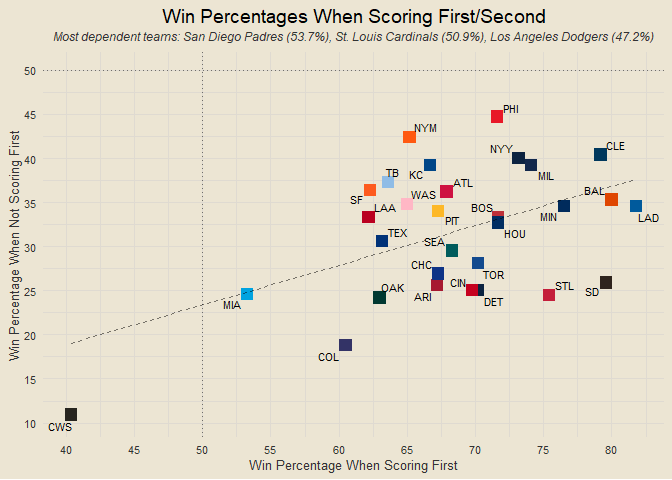 Win Percentages When Scoring First/Second
Most dependent teams: San Diego Padres (53.7%), St. Louis Cardinals (50.9%), Los Angeles Dodgers (47.2%)
Win Percentage When Not Scoring First
50
45
40
35
30
25
20
15
10
PHI
NYM
NYY
CLE
TB
KC
MIL
ATL
SF
WAS
BAL
LAA
BOS
PIT
MIN
LAD
TEX
HOU
SEA
CHC
TOR
OAK
CIN
STL
SD
ARI
DET
MIA
COL
CWS
40
45
50
55
60
65
70
75
80
Win Percentage When Scoring First